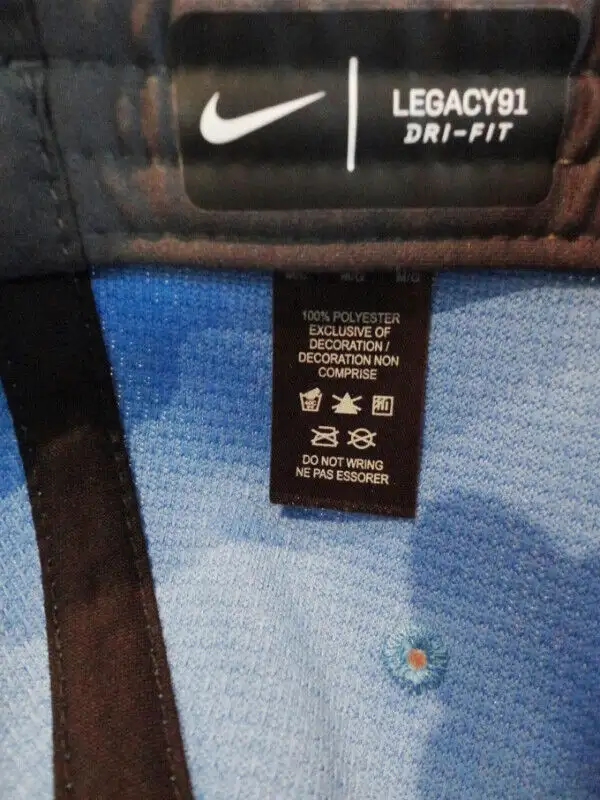 LEGACY91
DRI-FIT
M/G
100% POLYESTER
EXCLUSIVE OF
DECORATION /
DECORATION NON
COMPRISE
DO NOT WRING
NE PAS ESSORER